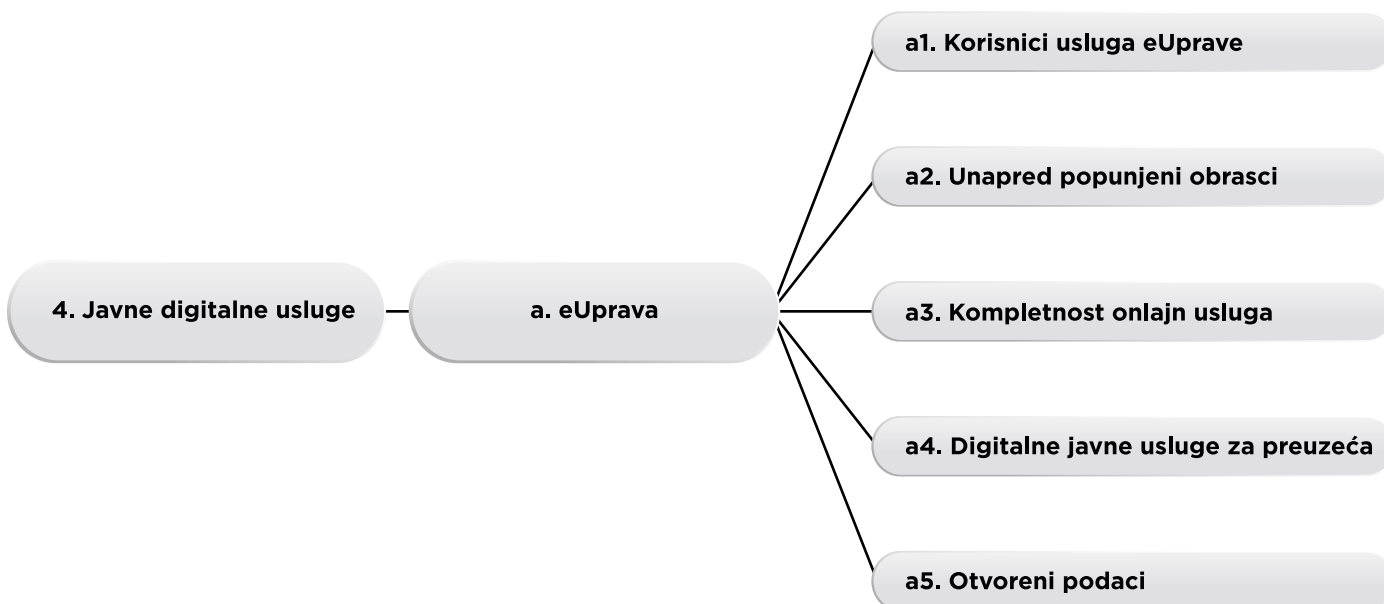 4. Javne digitalne usluge
a. eUprava
a1. Korisnici usluga eUprave
a2. Unapred popunjeni obrasci
a3. Kompletnost onlajn usluga
a4. Digitalne javne usluge za preuzeća
a5. Otvoreni podaci